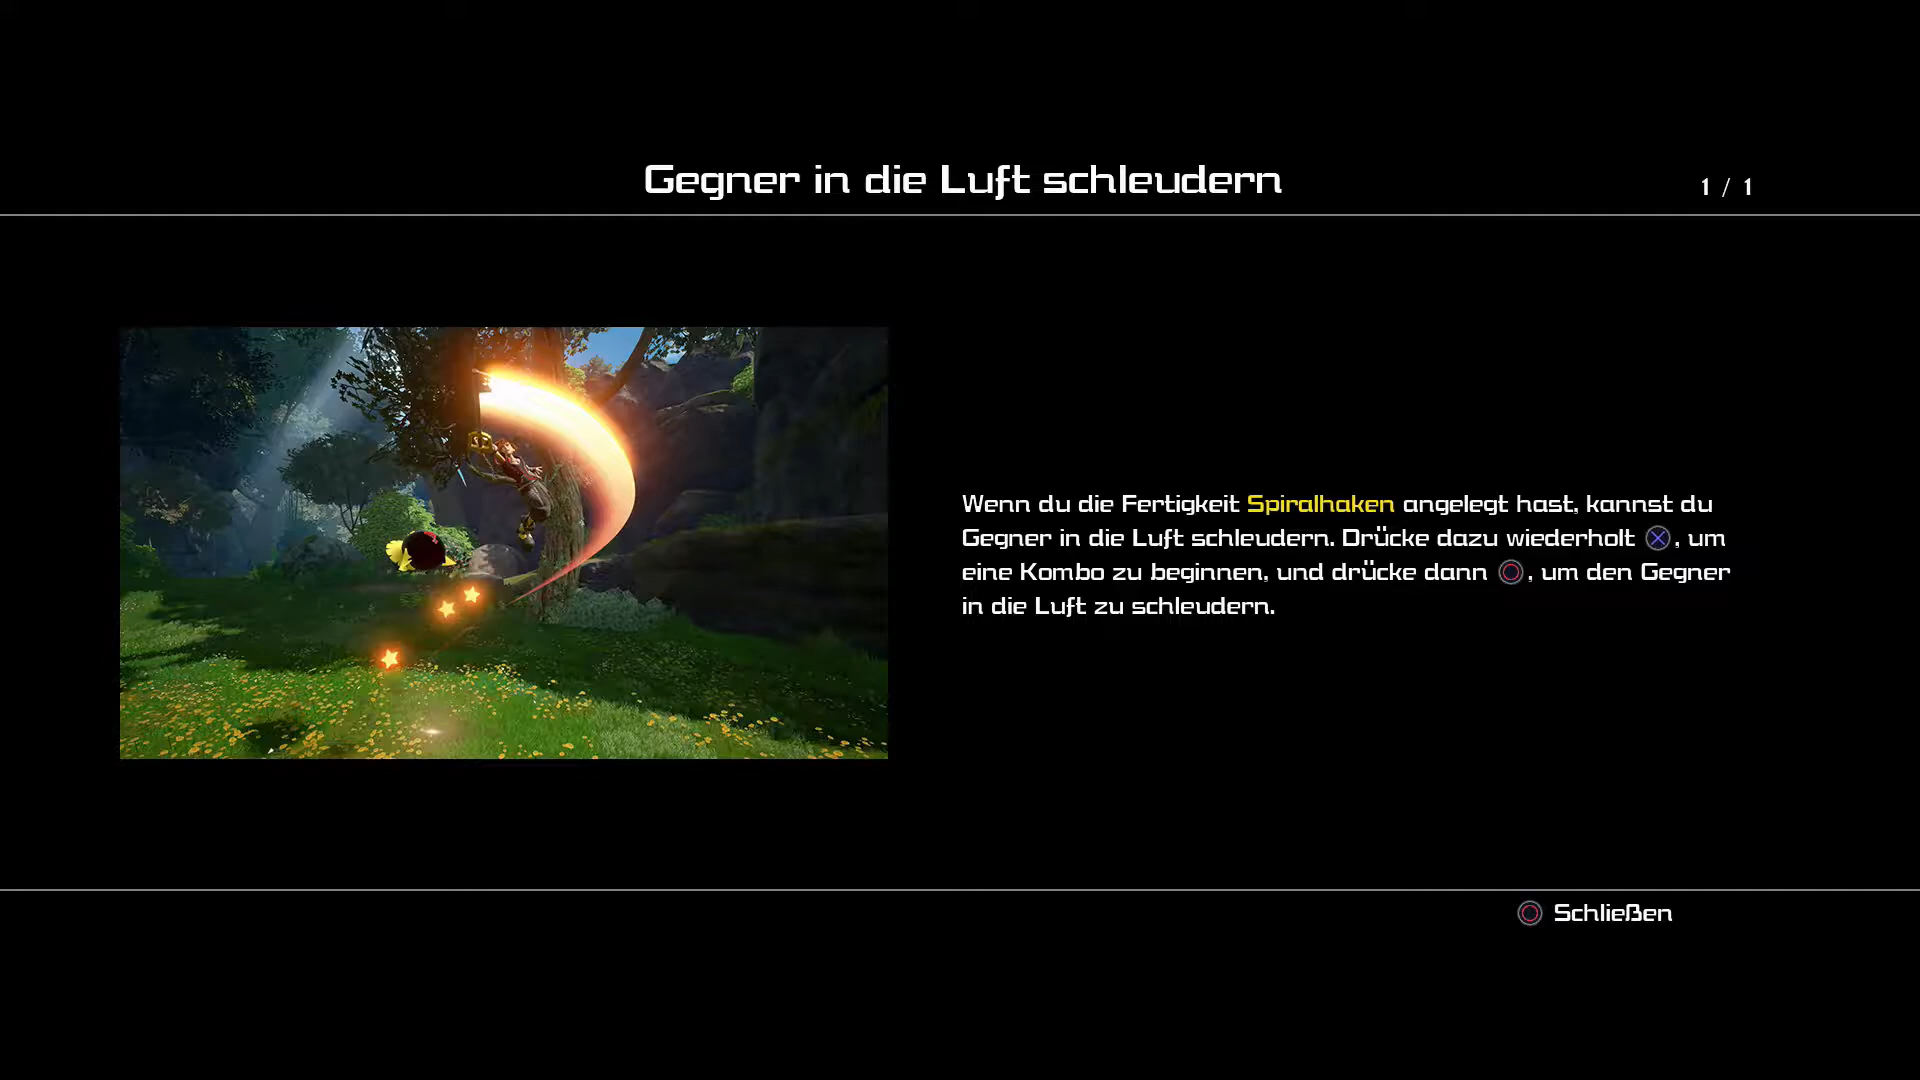 Gegner in die Luft schleudern
1 / 1
Wenn du die Fertigkeit Spiralhaken angelegt hast, kannst du
Gegner in die Luft schleudern. Drücke dazu wiederholt , um
eine Kombo zu beginnen, und drücke dann , um den Gegner
in die Luft zu schleudern.
Schließen